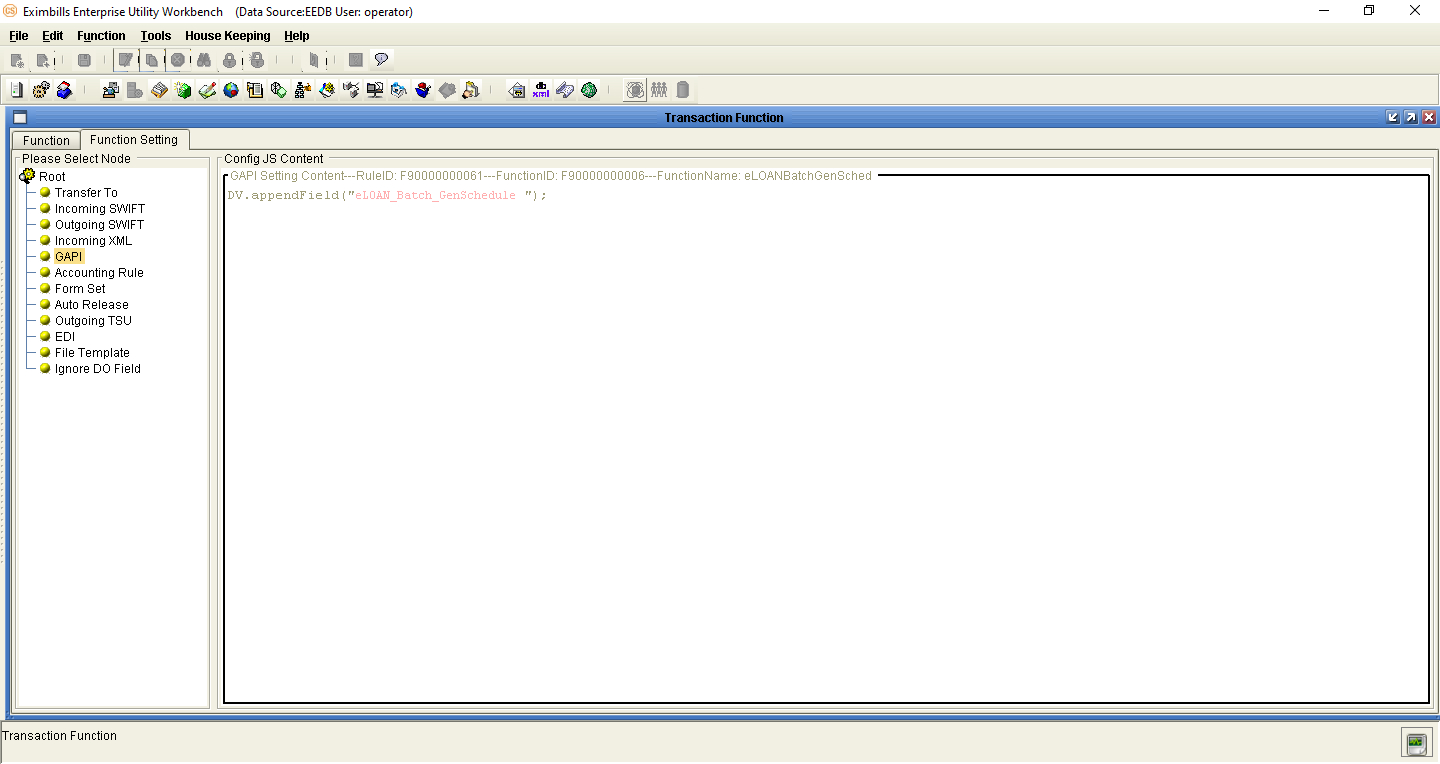 Eximbills Enterprise Utility Workbench (Data Source:EEDB User: operator)
File Edit Function Tools House Keeping Help
Transaction Function
Function Function Setting
Please Select Node
Root
Transfer To
Incoming SWIFT
Outgoing SWIFT
Incoming XML
GAPI
Accounting Rule
Form Set
Auto Release
Outgoing TSU
EDI
File Template
Ignore DO Field
Config JS Content
GAPI Setting Content---RuleID: F90000000061---FunctionID: F90000000006---FunctionName: eLOANBatchGenSched
DV.appendField("eLOAN_Batch_GenSchedule ");
Transaction Function